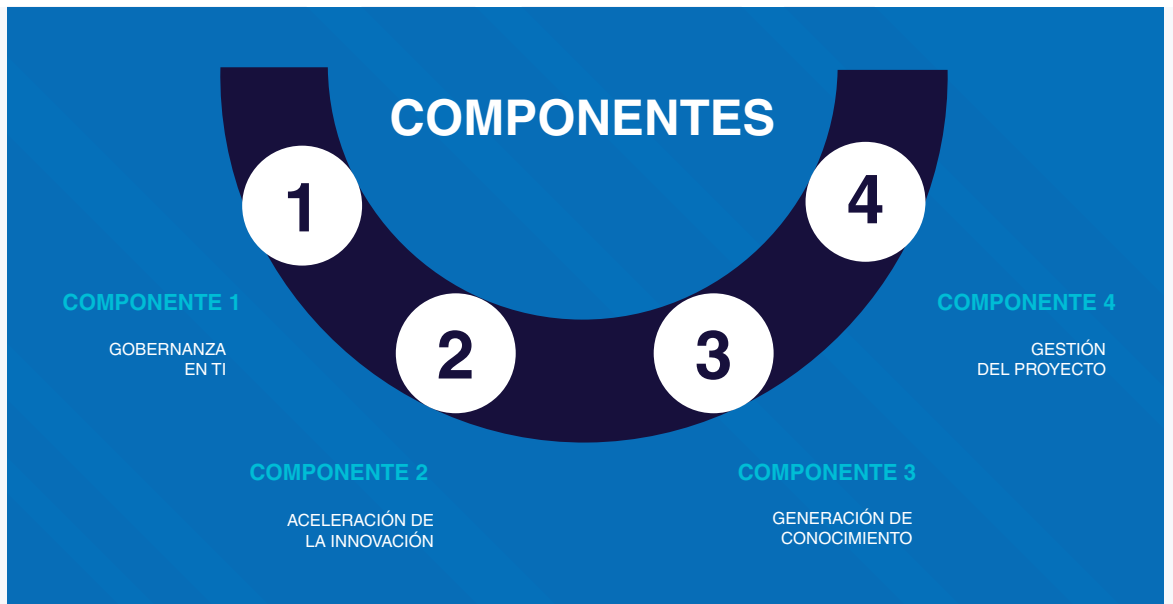 COMPONENTES
1
2
3
4
COMPONENTE 1
GOBERNANZA
EN TI
COMPONENTE 2
ACELERACIÓN DE
LA INNOVACIÓN
COMPONENTE 3
GENERACIÓN DE
CONOCIMIENTO
COMPONENTE 4
GESTIÓN
DEL PROYECTO